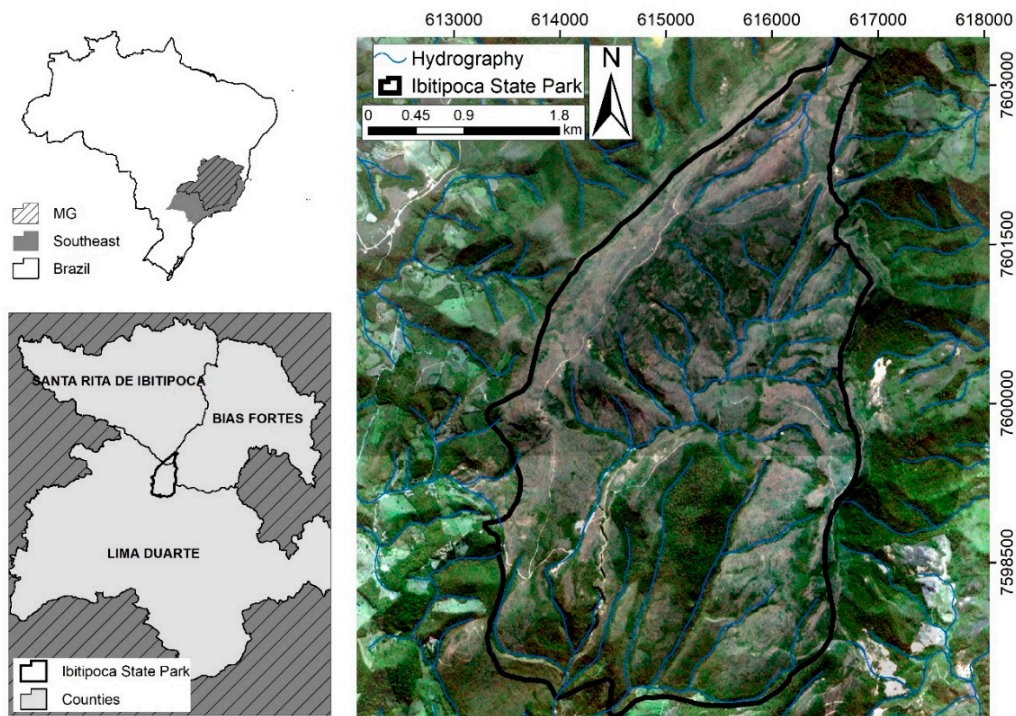 MG
Southeast
Brazil
SANTA RITA DE IBITIPOCA
BIAS FORTES
LIMA DUARTE
Ibitipoca State Park
Counties
613000 614000 615000 616000 617000 618000
Hydrography
Ibitipoca State Park
N
0 0.45 0.9 1.8
km
7603000
7601500
7600000
7598500